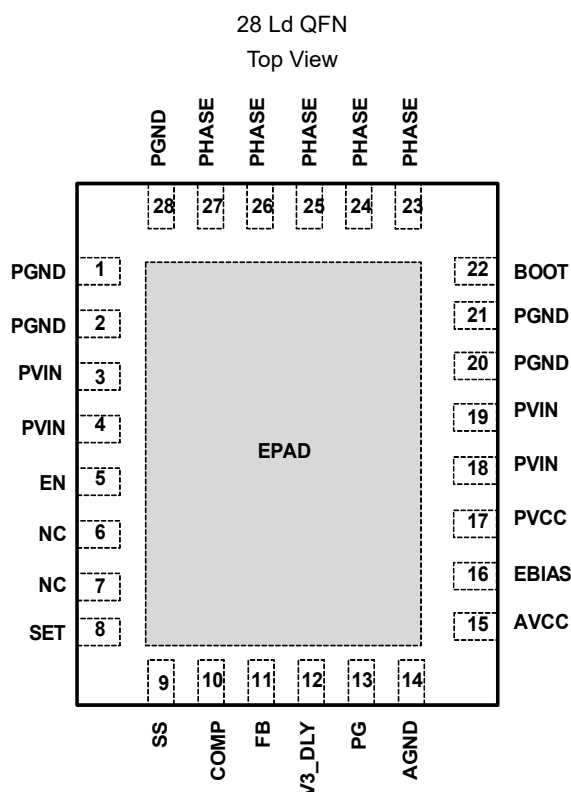 28 Ld QFN
Top View
PGND PHASE PHASE PHASE PHASE PHASE
28 27 26 25 24 23
PGND 1
PGND 2
PVIN 3
PVIN 4
EN 5
NC 6
NC 7
SET 8
EPAD
22 BOOT
21 PGND
20 PGND
19 PVIN
18 PVIN
17 PVCC
16 EBIAS
15 AVCC
9 10 11 12 13 14
SS COMP FB V3_DLY PG AGND